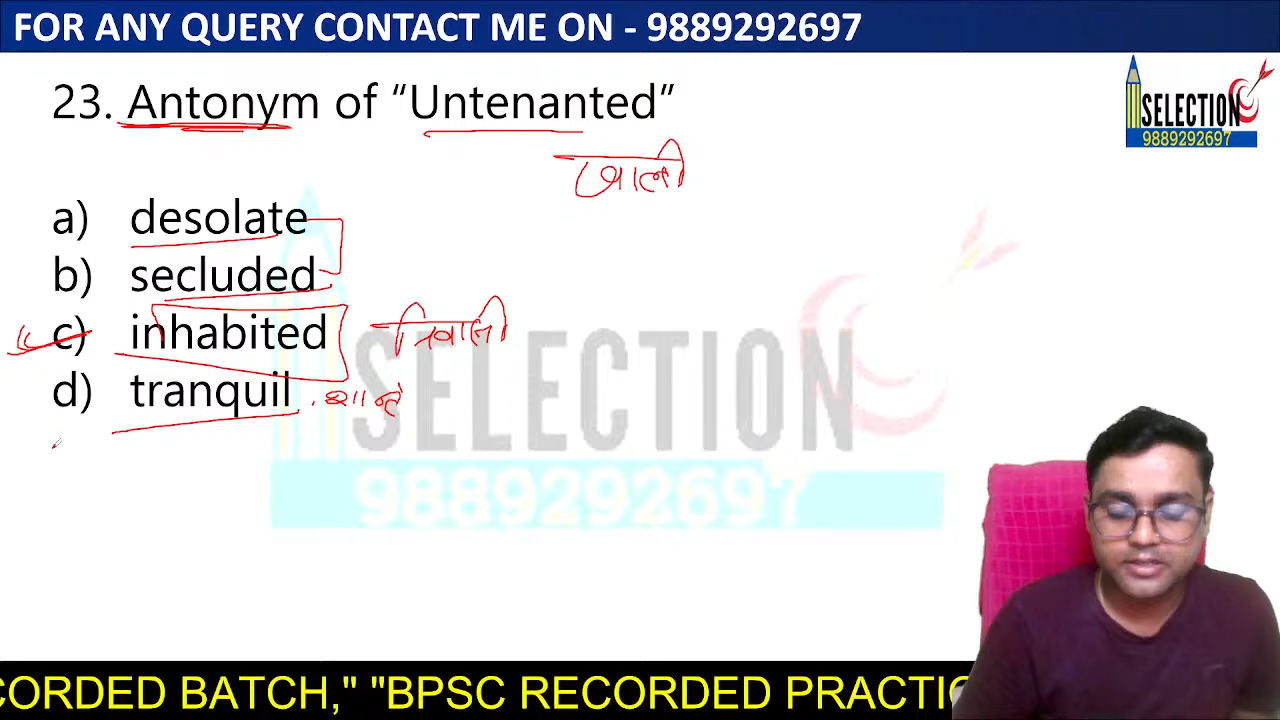 FOR ANY QUERY CONTACT ME ON - 9889292697
SELECTION
9889292697
23. Antonym of “Untenanted”
खाली
a) desolate
b) secluded
c) inhabited
निवासी
d) tranquil
शान्त
SELECTION
9889292697
CORDED BATCH," "BPSC RECORDED PRACTIC